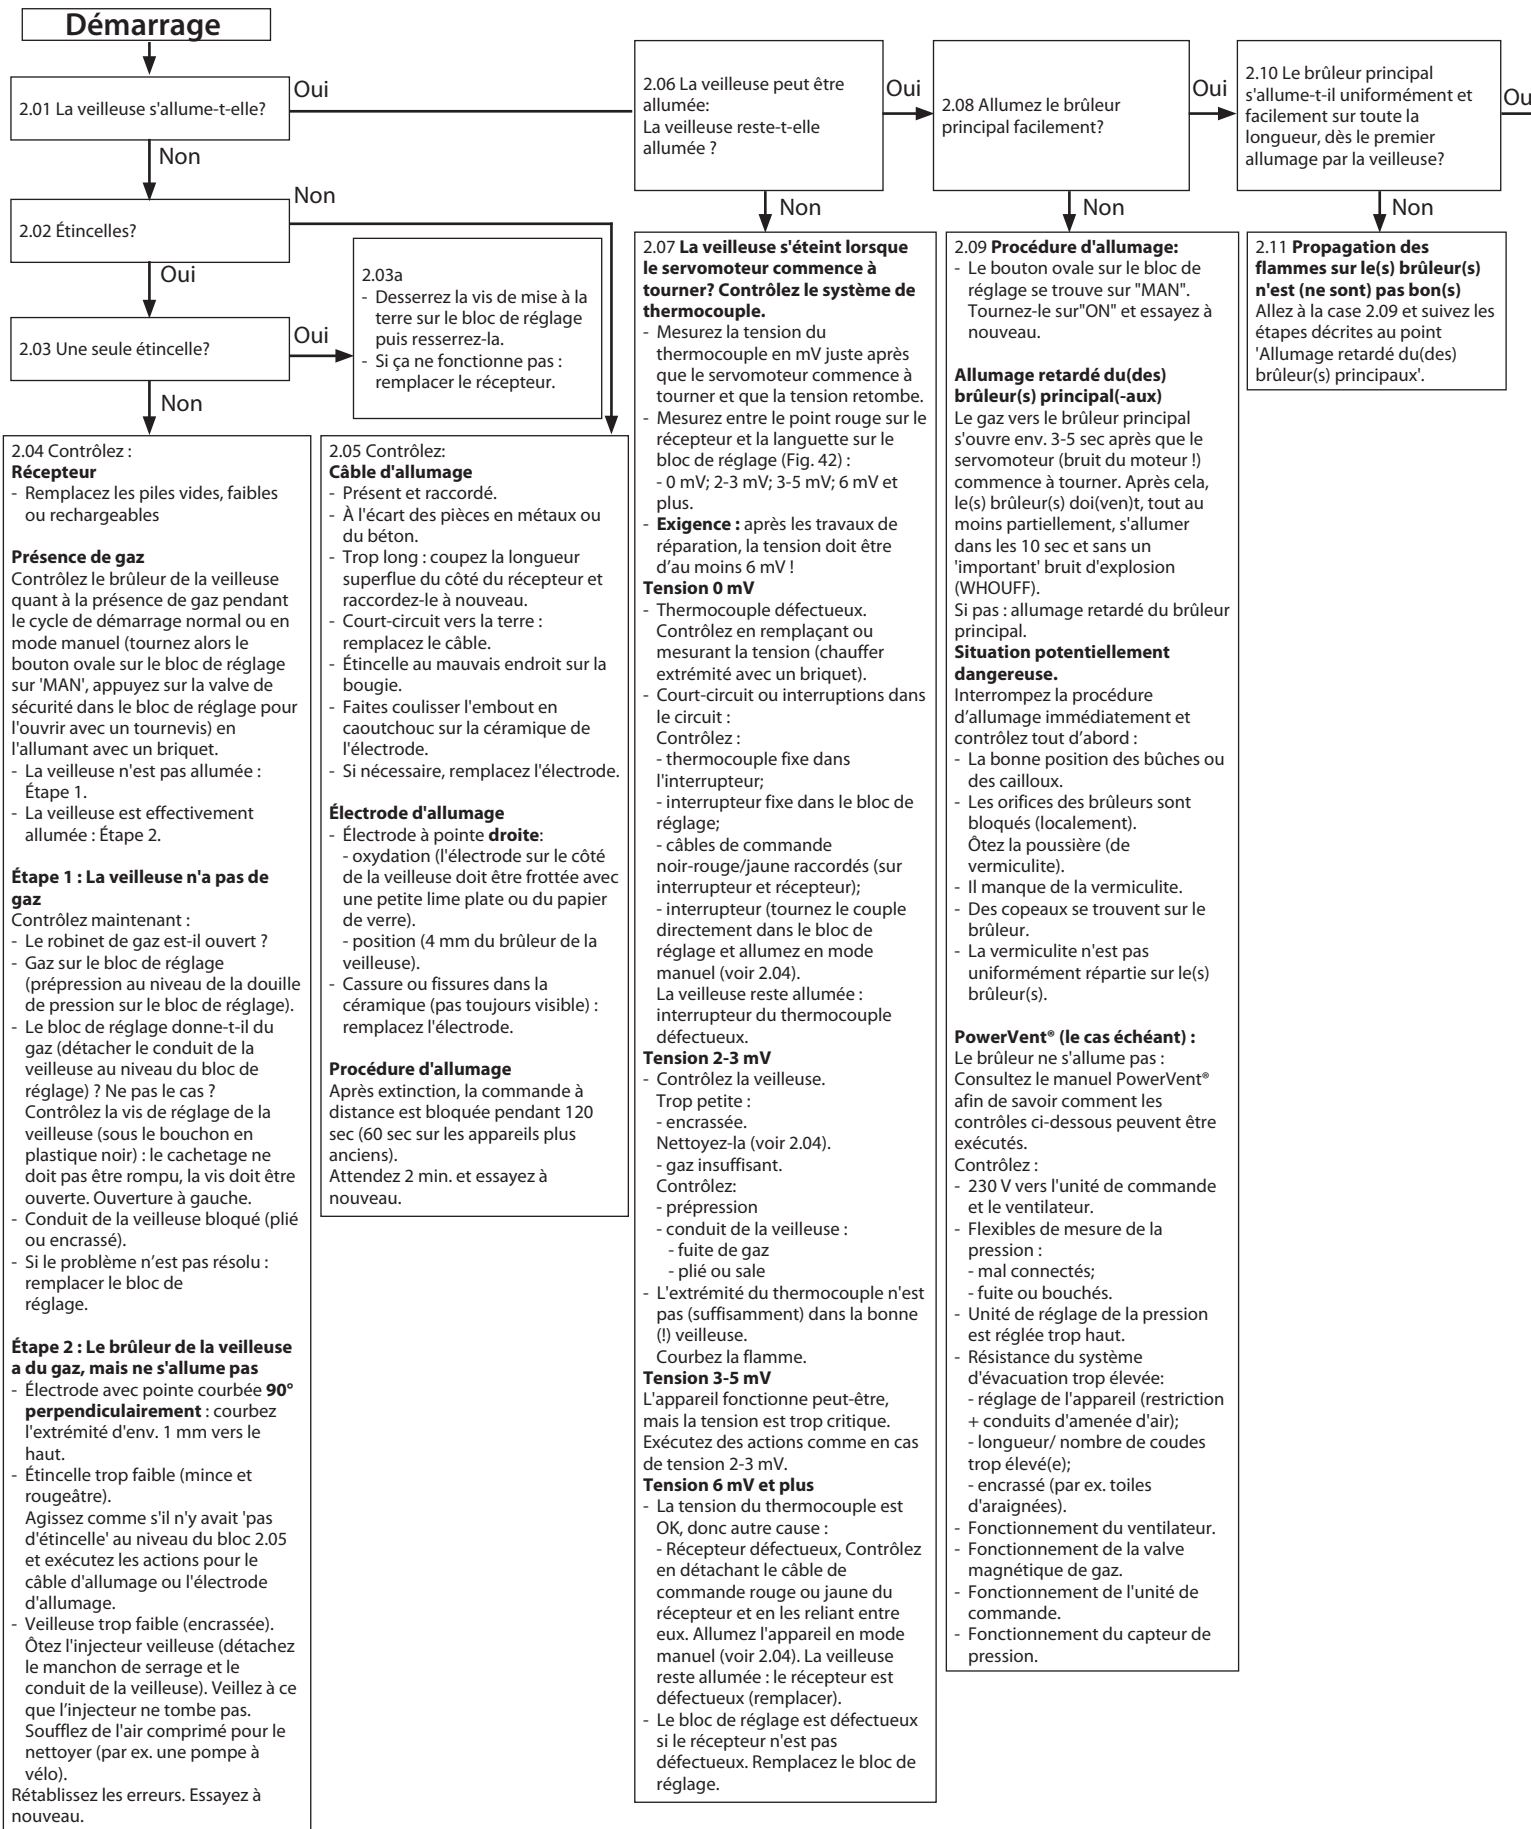 Démarrage
2.01 La veilleuse s'allume-t-elle?
Oui
Non
2.02 Étincelles?
Non
Oui
2.03 Une seule étincelle?
Oui
Non
2.03a
- Desserrez la vis de mise à la
terre sur le bloc de réglage
puis resserrez-la.
- Si ça ne fonctionne pas :
remplacer le récepteur.
2.04 Contrôlez :
Récepteur
- Remplacez les piles vides, faibles
ou rechargeables
Présence de gaz
Contrôlez le brûleur de la veilleuse
quant à la présence de gaz pendant
le cycle de démarrage normal ou en
mode manuel (tournez alors le
bouton ovale sur le bloc de réglage
sur 'MAN', appuyez sur la valve de
sécurité dans le bloc de réglage pour
l'ouvrir avec un tournevis) en
l'allumant avec un briquet.
- La veilleuse n'est pas allumée :
Étape 1.
- La veilleuse est effectivement
allumée : Étape 2.
Étape 1 : La veilleuse n'a pas de
gaz
Contrôlez maintenant :
- Le robinet de gaz est-il ouvert ?
- Gaz sur le bloc de réglage
(prépression au niveau de la douille
de pression sur le bloc de réglage).
- Le bloc de réglage donne-t-il du
gaz (détacher le conduit de la
veilleuse au niveau du bloc de
réglage) ? Ne pas le cas ?
Contrôlez la vis de réglage de la
veilleuse (sous le bouchon en
plastique noir) : le cachetage ne
doit pas être rompu, la vis doit être
ouverte. Ouverture à gauche.
- Conduit de la veilleuse bloqué (plié
ou encrassé).
- Si le problème n'est pas résolu :
remplacer le bloc de
réglage.
Étape 2 : Le brûleur de la veilleuse
a du gaz, mais ne s'allume pas
- Électrode avec pointe courbée 90°
perpendiculairement : courbez
l'extrémité d'env. 1 mm vers le
haut.
- Étincelle trop faible (mince et
rougeâtre).
Agissez comme s'il n'y avait 'pas
d'étincelle' au niveau du bloc 2.05
et exécutez les actions pour le
câble d'allumage ou l'électrode
d'allumage.
- Veilleuse trop faible (encrassée).
Ôtez l'injecteur veilleuse (détachez
le manchon de serrage et le
conduit de la veilleuse). Veillez à ce
que l'injecteur ne tombe pas.
Soufflez de l'air comprimé pour le
nettoyer (par ex. une pompe à
vélo).
Rétablissez les erreurs. Essayez à
nouveau.
2.05 Contrôlez:
Câble d'allumage
- Présent et raccordé.
- À l'écart des pièces en métaux ou
du béton.
- Trop long : coupez la longueur
superflue du côté du récepteur et
raccordez-le à nouveau.
- Court-circuit vers la terre :
remplacez le câble.
- Étincelle au mauvais endroit sur la
bougie.
- Faites coulisser l'embout en
caoutchouc sur la céramique de
l'électrode.
- Si nécessaire, remplacez l'électrode.
Électrode d'allumage
- Électrode à pointe droite:
- oxydation (l'électrode sur le côté
de la veilleuse doit être frottée avec
une petite lime plate ou du papier
de verre).
- position (4 mm du brûleur de la
veilleuse).
- Cassure ou fissures dans la
céramique (pas toujours visible) :
remplacez l'électrode.
Procédure d'allumage
Après extinction, la commande à
distance est bloquée pendant 120
sec (60 sec sur les appareils plus
anciens).
Attendez 2 min. et essayez à
nouveau.
2.06 La veilleuse peut être
allumée:
La veilleuse reste-t-elle
allumée ?
Oui
Non
2.07 La veilleuse s'éteint lorsque
le servomoteur commence à
tourner? Contrôlez le système de
thermocouple.
- Mesurez la tension du
thermocouple en mV juste après
que le servomoteur commence à
tourner et que la tension retombe.
- Mesurez entre le point rouge sur le
récepteur et la languette sur le
bloc de réglage (Fig. 42) :
- 0 mV; 2-3 mV; 3-5 mV; 6 mV et
plus.
- Exigence : après les travaux de
réparation, la tension doit être
d'au moins 6 mV !
Tension 0 mV
- Thermocouple défectueux.
Contrôlez en remplaçant ou
mesurant la tension (chauffer
extrémité avec un briquet).
- Court-circuit ou interruptions dans
le circuit :
Contrôlez :
- thermocouple fixe dans
l'interrupteur;
- interrupteur fixe dans le bloc de
réglage;
- câbles de commande
noir-rouge/jaune raccordés (sur
interrupteur et récepteur);
- interrupteur (tournez le couple
directement dans le bloc de
réglage et allumez en mode
manuel (voir 2.04).
La veilleuse reste allumée :
interrupteur du thermocouple
défectueux.
Tension 2-3 mV
- Contrôlez la veilleuse.
Trop petite :
- encrassée.
Nettoyez-la (voir 2.04).
- gaz insuffisant.
Contrôlez:
- prépression
- conduit de la veilleuse :
- fuite de gaz
- plié ou sale
- L'extrémité du thermocouple n'est
pas (suffisamment) dans la bonne
(!) veilleuse.
Courbez la flamme.
Tension 3-5 mV
L'appareil fonctionne peut-être,
mais la tension est trop critique.
Exécutez des actions comme en cas
de tension 2-3 mV.
Tension 6 mV et plus
- La tension du thermocouple est
OK, donc autre cause :
- Récepteur défectueux, Contrôlez
en détachant le câble de
commande rouge ou jaune du
récepteur et en les reliant entre
eux. Allumez l'appareil en mode
manuel (voir 2.04). La veilleuse
reste allumée : le récepteur est
défectueux (remplacer).
- Le bloc de réglage est défectueux
si le récepteur n'est pas
défectueux. Remplacez le bloc de
réglage.
2.08 Allumez le brûleur
principal facilement?
Oui
Non
2.09 Procédure d'allumage:
- Le bouton ovale sur le bloc de
réglage se trouve sur "MAN".
Tournez-le sur"ON" et essayez à
nouveau.
Allumage retardé du(des)
brûleur(s) principal(-aux)
Le gaz vers le brûleur principal
s'ouvre env. 3-5 sec après que le
servomoteur (bruit du moteur !)
commence à tourner. Après cela,
le(s) brûleur(s) doi(ven)t, tout au
moins partiellement, s'allumer
dans les 10 sec et sans un
'important' bruit d'explosion
(WHOUFF).
Si pas : allumage retardé du brûleur
principal.
Situation potentiellement
dangereuse.
Interrompez la procédure
d'allumage immédiatement et
contrôlez tout d'abord :
- La bonne position des bûches ou
des cailloux.
- Les orifices des brûleurs sont
bloqués (localement).
Ôtez la poussière (de
vermiculite).
- Il manque de la vermiculite.
- Des copeaux se trouvent sur le
brûleur.
- La vermiculite n'est pas
uniformément répartie sur le(s)
brûleur(s).
PowerVent® (le cas échéant) :
Le brûleur ne s'allume pas :
Consultez le manuel PowerVent®
afin de savoir comment les
contrôles ci-dessous peuvent être
exécutés.
Contrôlez :
- 230 V vers l'unité de commande
et le ventilateur.
- Flexibles de mesure de la
pression :
- mal connectés;
- fuite ou bouchés.
- Unité de réglage de la pression
est réglée trop haut.
- Résistance du système
d'évacuation trop élevée:
- réglage de l'appareil (restriction
+ conduits d'amenée d'air);
- longueur/ nombre de coudes
trop élevé(e);
- encrassé (par ex. toiles
d'araignées).
- Fonctionnement du ventilateur.
- Fonctionnement de la valve
magnétique de gaz.
- Fonctionnement de l'unité de
commande.
- Fonctionnement du capteur de
pression.
2.10 Le brûleur principal
s'allume-t-il uniformément et
facilement sur toute la
longueur, dès le premier
allumage par la veilleuse?
Ou
Non
2.11 Propagation des
flammes sur le(s) brûleur(s)
n'est (ne sont) pas bon(s)
Allez à la case 2.09 et suivez les
étapes décrites au point
'Allumage retardé du(des)
brûleur(s) principaux'.